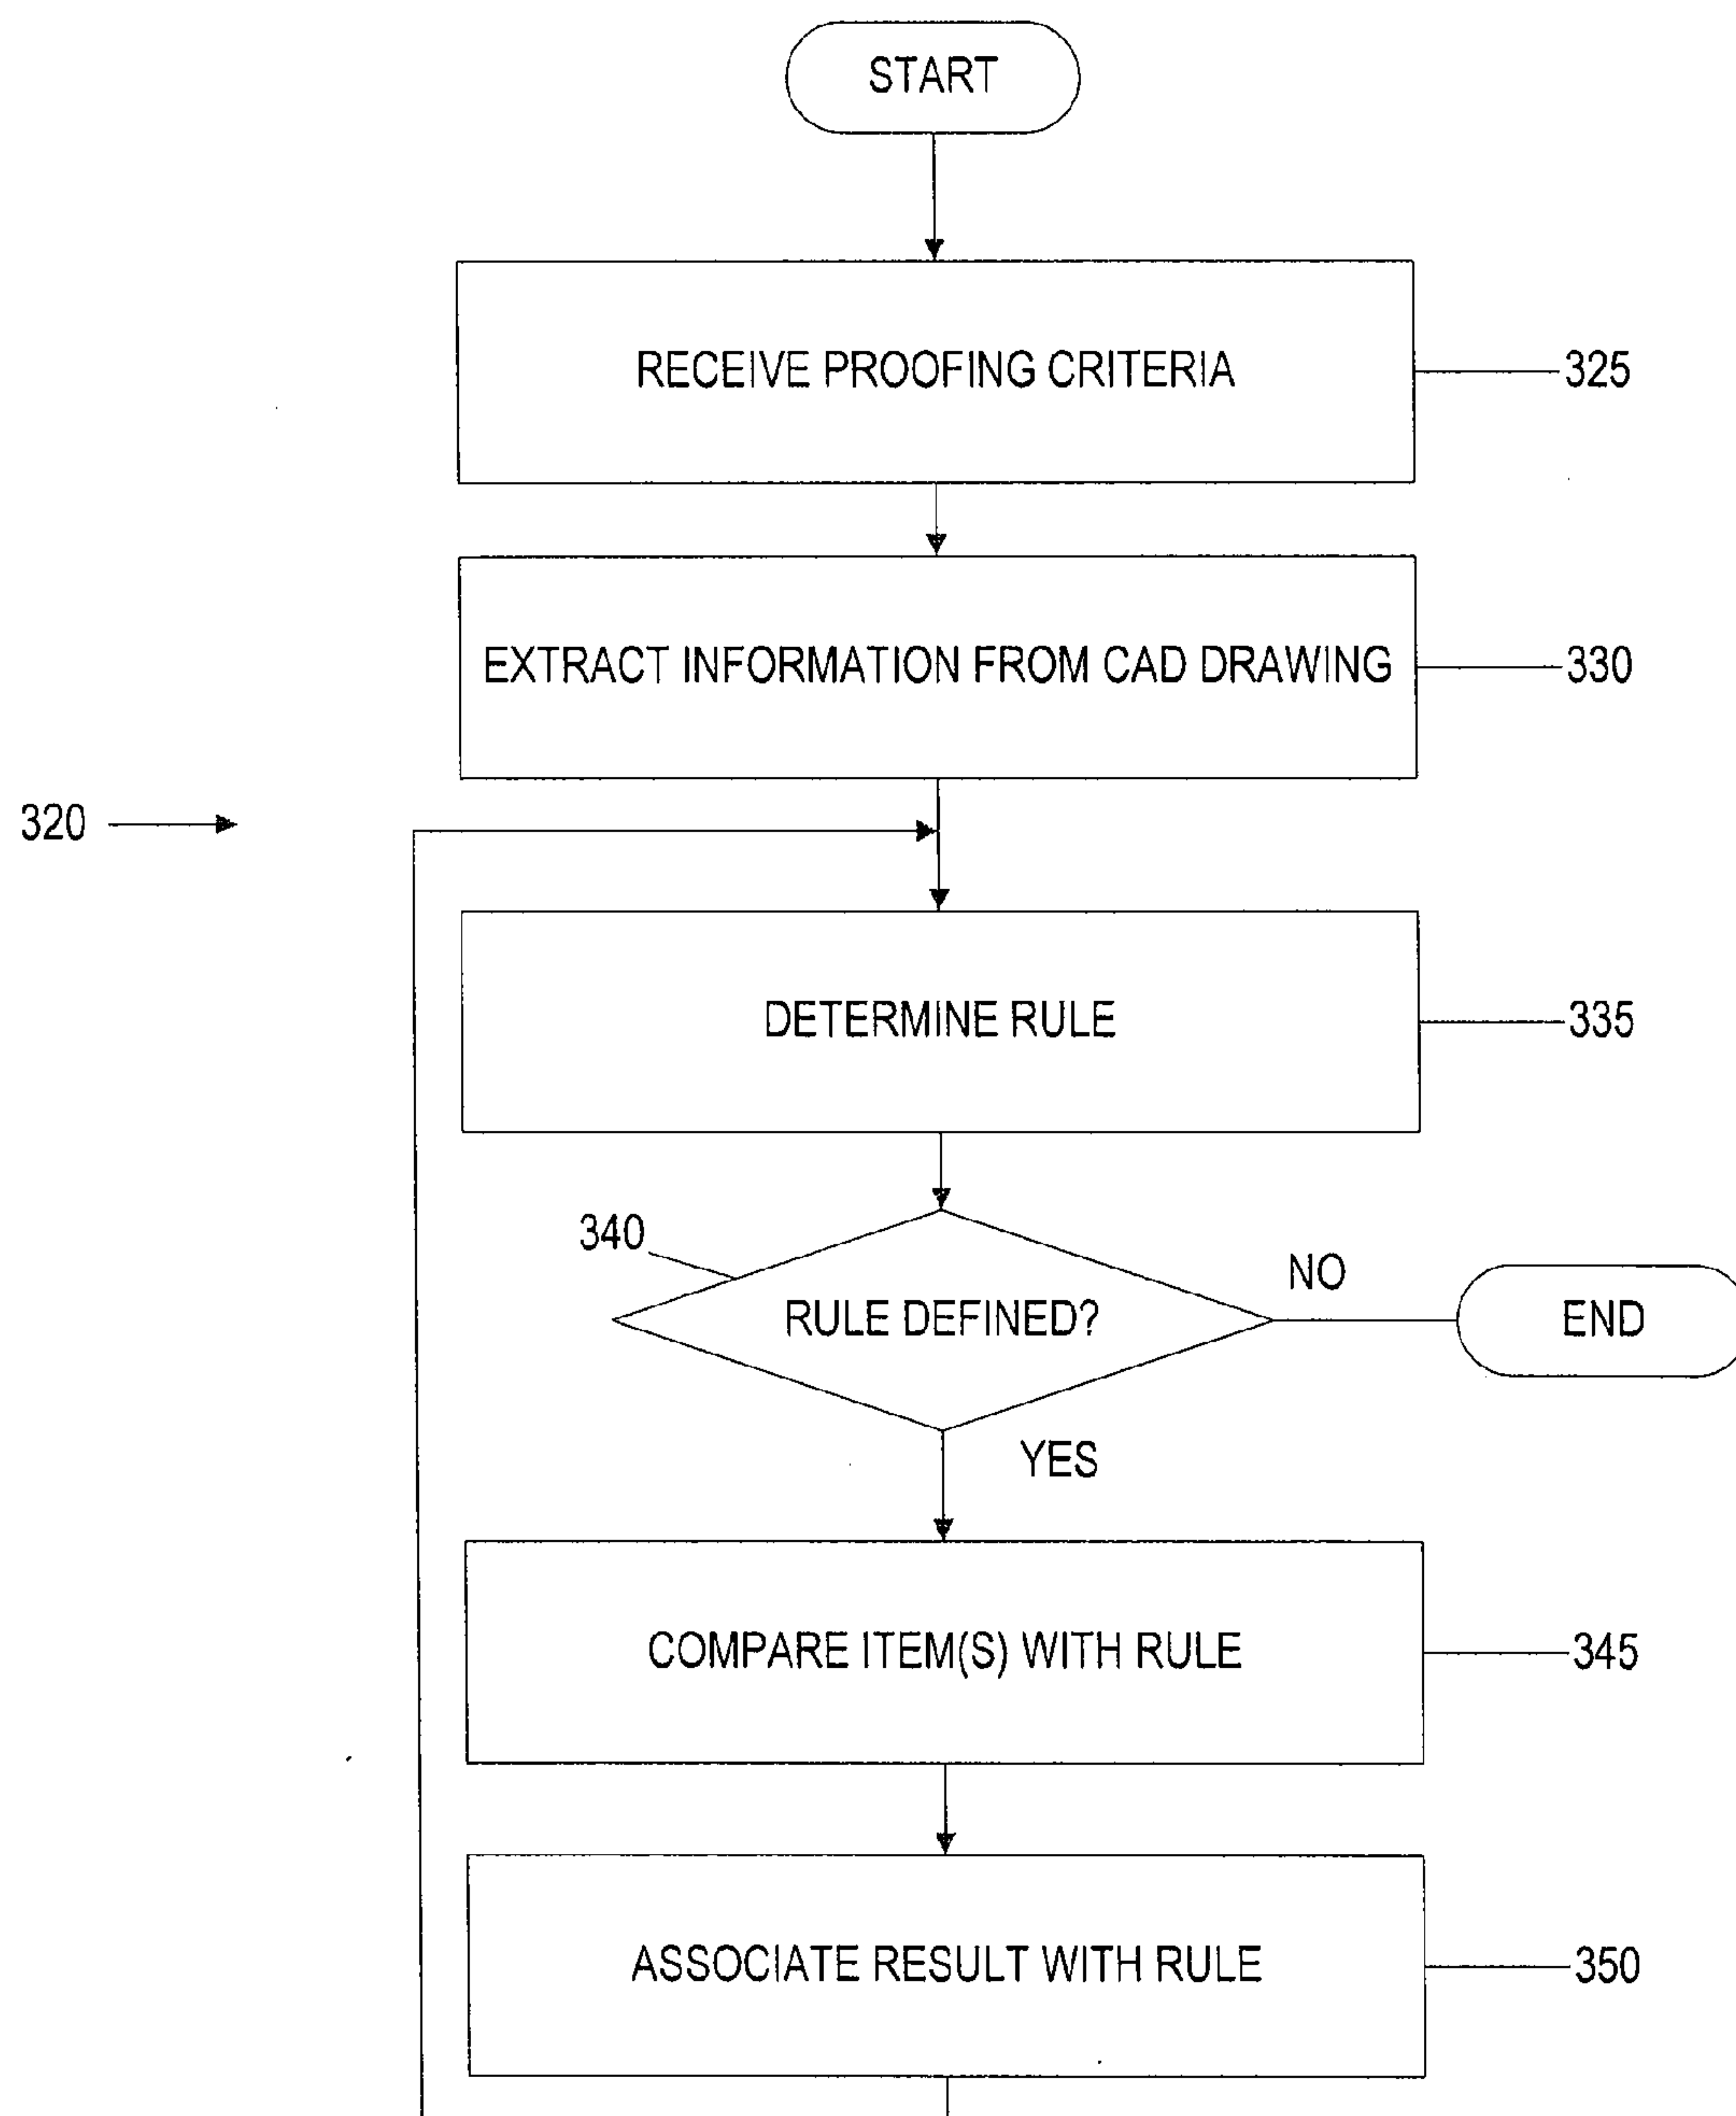 START
RECEIVE PROOFING CRITERIA
325
EXTRACT INFORMATION FROM CAD DRAWING
330
320
DETERMINE RULE
335
340
RULE DEFINED?
NO
END
YES
COMPARE ITEM(S) WITH RULE
345
ASSOCIATE RESULT WITH RULE
350